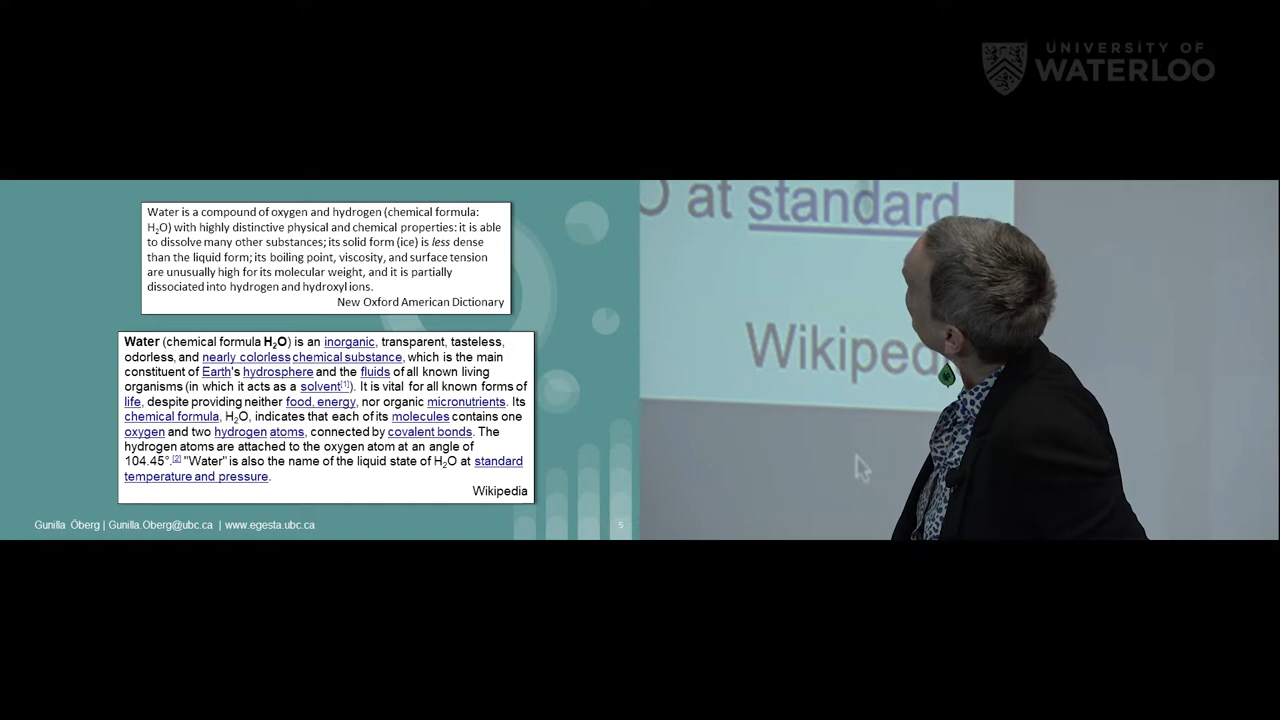 UNIVERSITY OF
WATERLOO
Water is a compound of oxygen and hydrogen (chemical formula:
H₂O) with highly distinctive physical and chemical properties: it is able
to dissolve many other substances; its solid form (ice) is less dense
than the liquid form; its boiling point, viscosity, and surface tension
are unusually high for its molecular weight, and it is partially
dissociated into hydrogen and hydroxyl ions.
New Oxford American Dictionary
Water (chemical formula H₂O) is an inorganic, transparent, tasteless,
odorless, and nearly colorless chemical substance, which is the main
constituent of Earth's hydrosphere and the fluids of all known living
organisms (in which it acts as a solvent[1]). It is vital for all known forms of
life, despite providing neither food, energy, nor organic micronutrients. Its
chemical formula, H₂O, indicates that each of its molecules contains one
oxygen and two hydrogen atoms, connected by covalent bonds. The
hydrogen atoms are attached to the oxygen atom at an angle of
104.45°.[2] "Water" is also the name of the liquid state of H₂O at standard
temperature and pressure.
Wikipedia
Gunilla Öberg | Gunilla.Oberg@ubc.ca | www.egesta.ubc.ca
5
O at standard
Wikiped